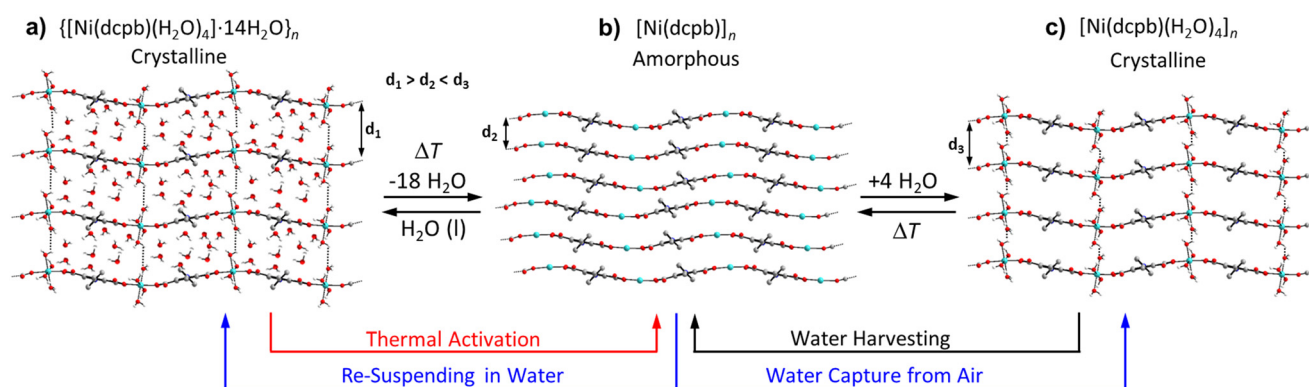 a) {[Ni(dcpb)(H₂O)₄]·14H₂O}ₙ
Crystalline
b) [Ni(dcpb)]ₙ
Amorphous
c) [Ni(dcpb)(H₂O)₄]ₙ
Crystalline
d₁ > d₂ < d₃
d₁
d₂
d₃
ΔT
-18 H₂O
H₂O (l)
+4 H₂O
ΔT
Thermal Activation
Water Harvesting
Re-Suspending in Water
Water Capture from Air